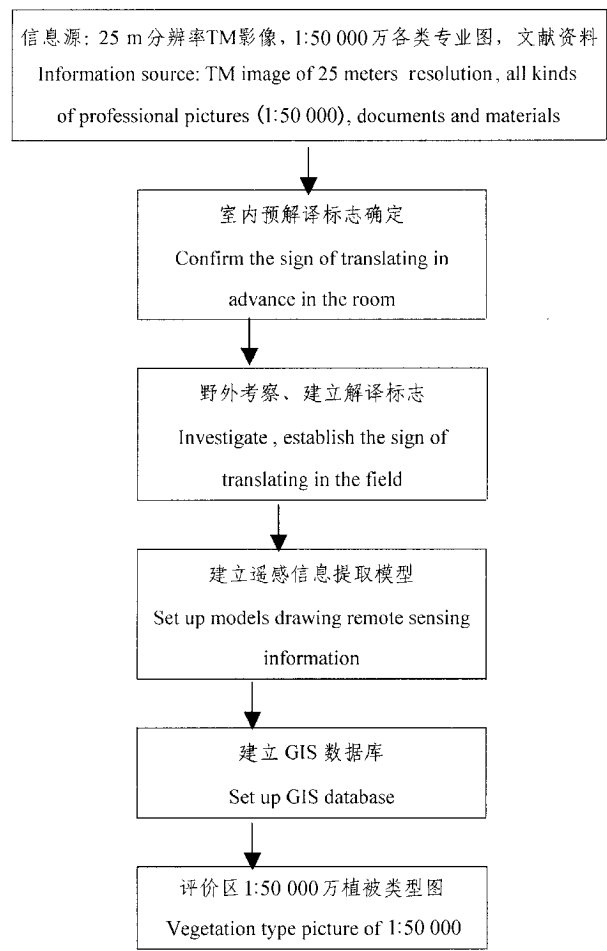 信息源: 25 m分辨率TM影像, 1:50 000万各类专业图, 文献资料
Information source: TM image of 25 meters resolution, all kinds
of professional pictures (1:50 000), documents and materials
室内预解译标志确定
Confirm the sign of translating in
advance in the room
野外考察、建立解译标志
Investigate, establish the sign of
translating in the field
建立遥感信息提取模型
Set up models drawing remote sensing
information
建立 GIS 数据库
Set up GIS database
评价区1:50 000万植被类型图
Vegetation type picture of 1:50 000